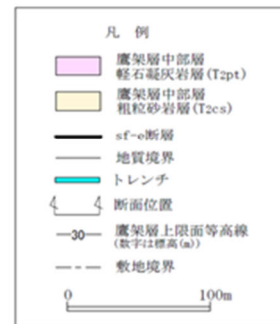 凡 例
鷹架層中部層
軽石凝灰岩層(T2pt)
鷹架層中部層
粗粒砂岩層(T2cs)
sf-e断層
地質境界
トレンチ
断面位置
30
鷹架層上限面等高線
(数字は標高(m))
敷地境界
0 100m